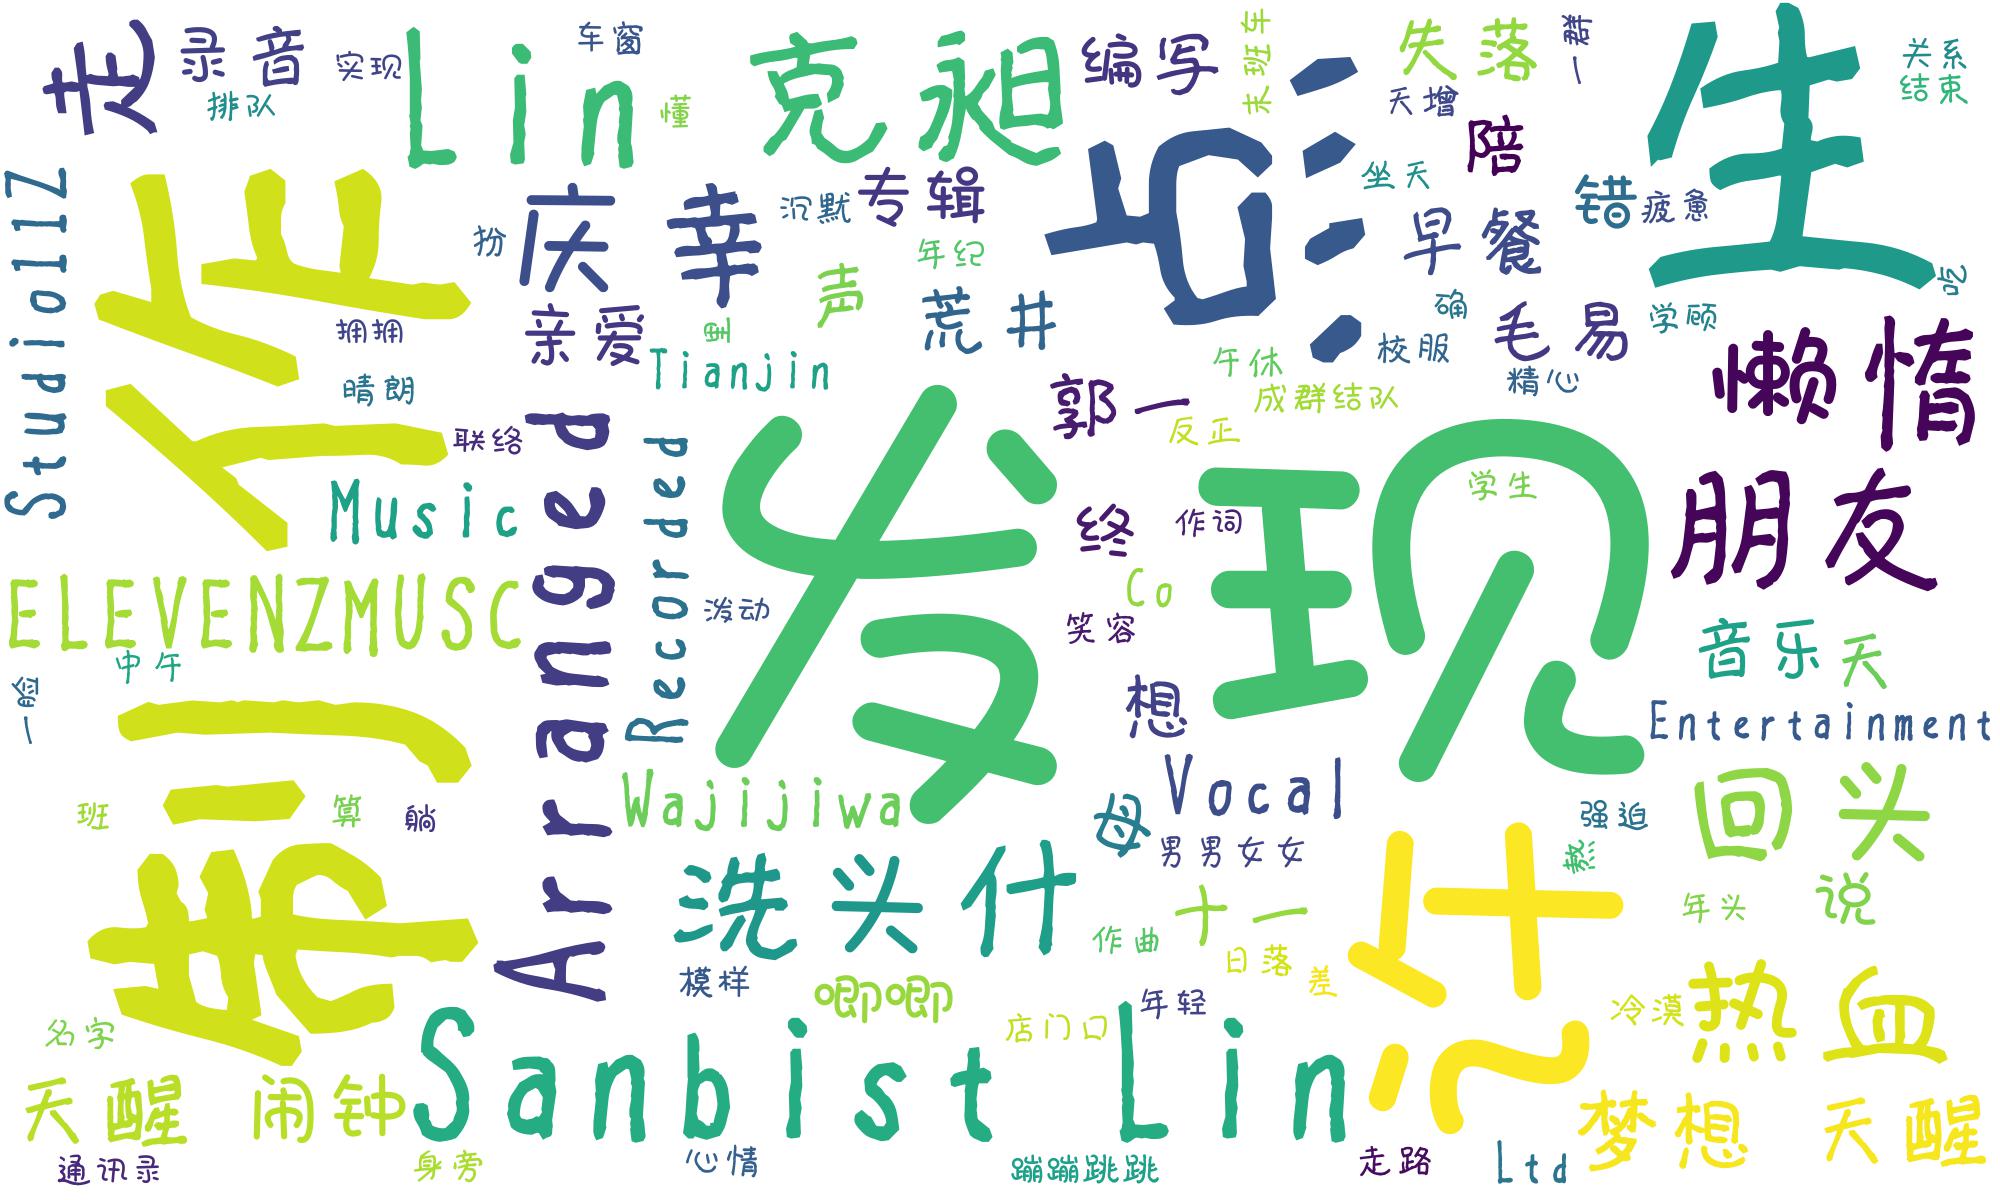 走
录音
实现
排队
Lin
车窗
懂
克昶
编写
末班车
失落
一群
天增
陪
生
关系
结束
Studio11Z
制作
扮
庆
幸
沉默
专辑
年纪
声
荒井
点
坐天
早餐
错
疲惫
确
毛易
学顾
吃
拥拥
亲爱
里
Tianjin
午休
校服
精心
懒惰
晴朗
联络
Arranged
Recorded
郭一
成群结队
反正
朋友
Music
发现
终
作词
学生
ELEVENZMUSC
泼动
Co
笑容
音乐
天
中午
一脸
想
Entertainment
班
算
躺
Wajijiwa
Vocal
母
男男女女
许
强迫
熬
回头
洗头什
作曲
十一
年头
说
模样
唧唧
日落
差
年轻
店门口
冷漠
热血
名字
天醒
闹钟
Sanbist Lin
梦想
天醒
通讯录
身旁
心情
蹦蹦跳跳
走路
Ltd